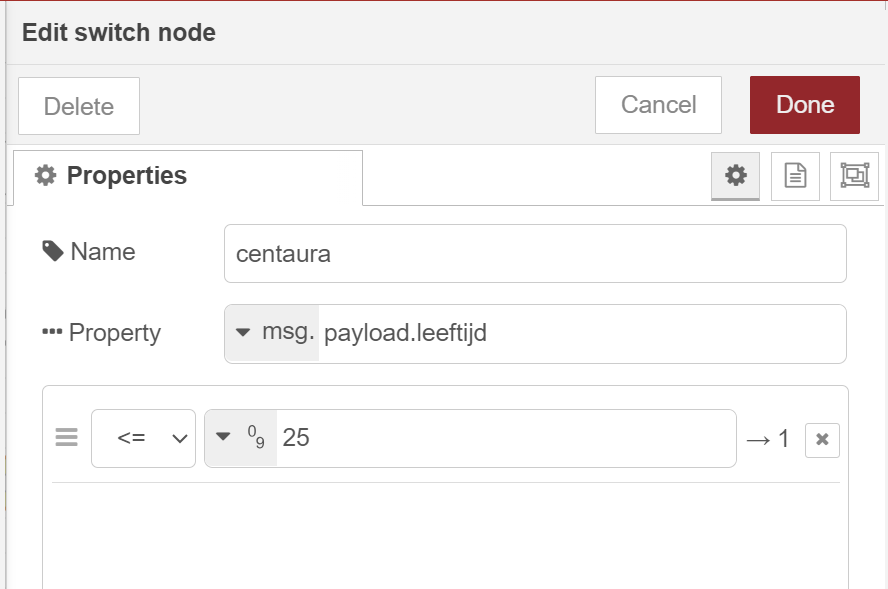 Edit switch node
Delete Cancel Done
Properties
Name centaura
Property msg. payload.leeftijd
<= 0 9 25 → 1